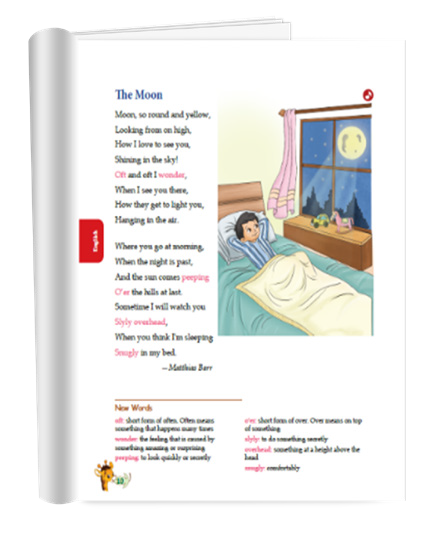 The Moon
Moon, so round and yellow,
Looking from on high,
How I love to see you,
Shining in the sky!
Oft and oft I wonder,
When I see you there,
How they get to light you,
Hanging in the air.
Where you go at morning,
When the night is past,
And the sun comes peeping
O'er the hills at last.
Sometime I will watch you
Slyly overhead,
When you think I'm sleeping
Snugly in my bed.
—Matthias Barr
English
New Words
oft: short form of often. Often means
something that happens many times
wonder: the feeling that is caused by
something amazing or surprising
peeping: to look quickly or secretly
o'er: short form of over. Over means on top
of something
slyly: to do something secretly
overhead: something at a height above the
head
snugly: comfortably
10